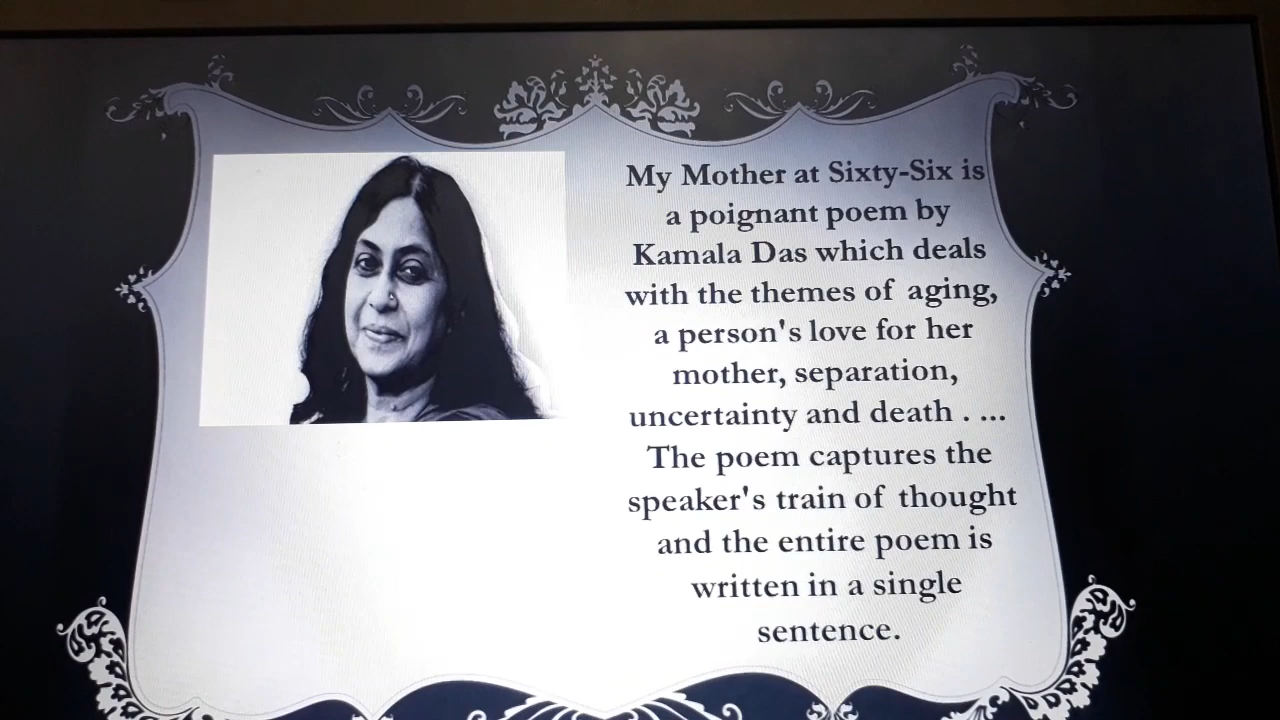 My Mother at Sixty-Six is
a poignant poem by
Kamala Das which deals
with the themes of aging,
a person's love for her
mother, separation,
uncertainty and death . ...
The poem captures the
speaker's train of thought
and the entire poem is
written in a single
sentence.